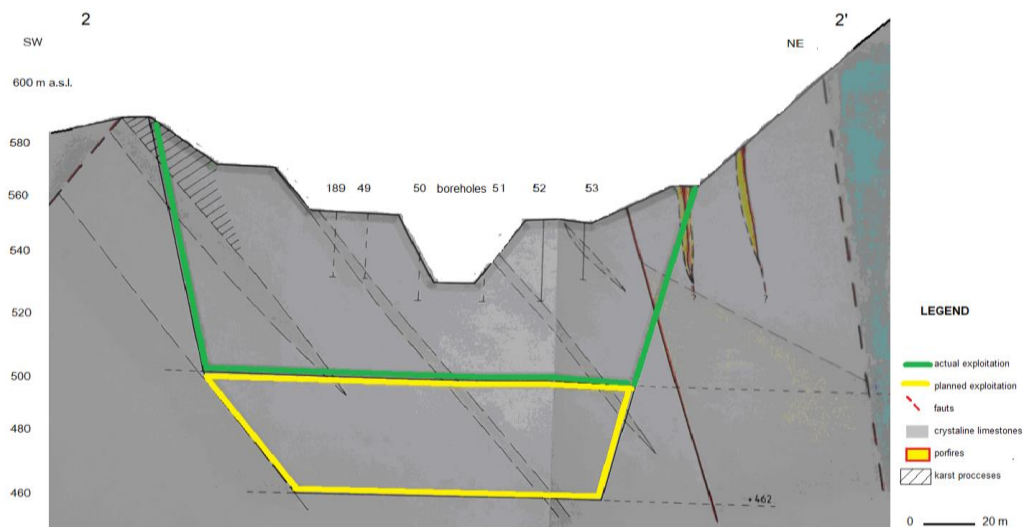 2
2'
SW
NE
600 m a.s.l.
580
560
540
520
500
480
460
189 49 50 boreholes 51 52 53
+462
LEGEND
actual exploitation
planned exploitation
fauts
crystaline limestones
porfires
karst procceses
0 20 m